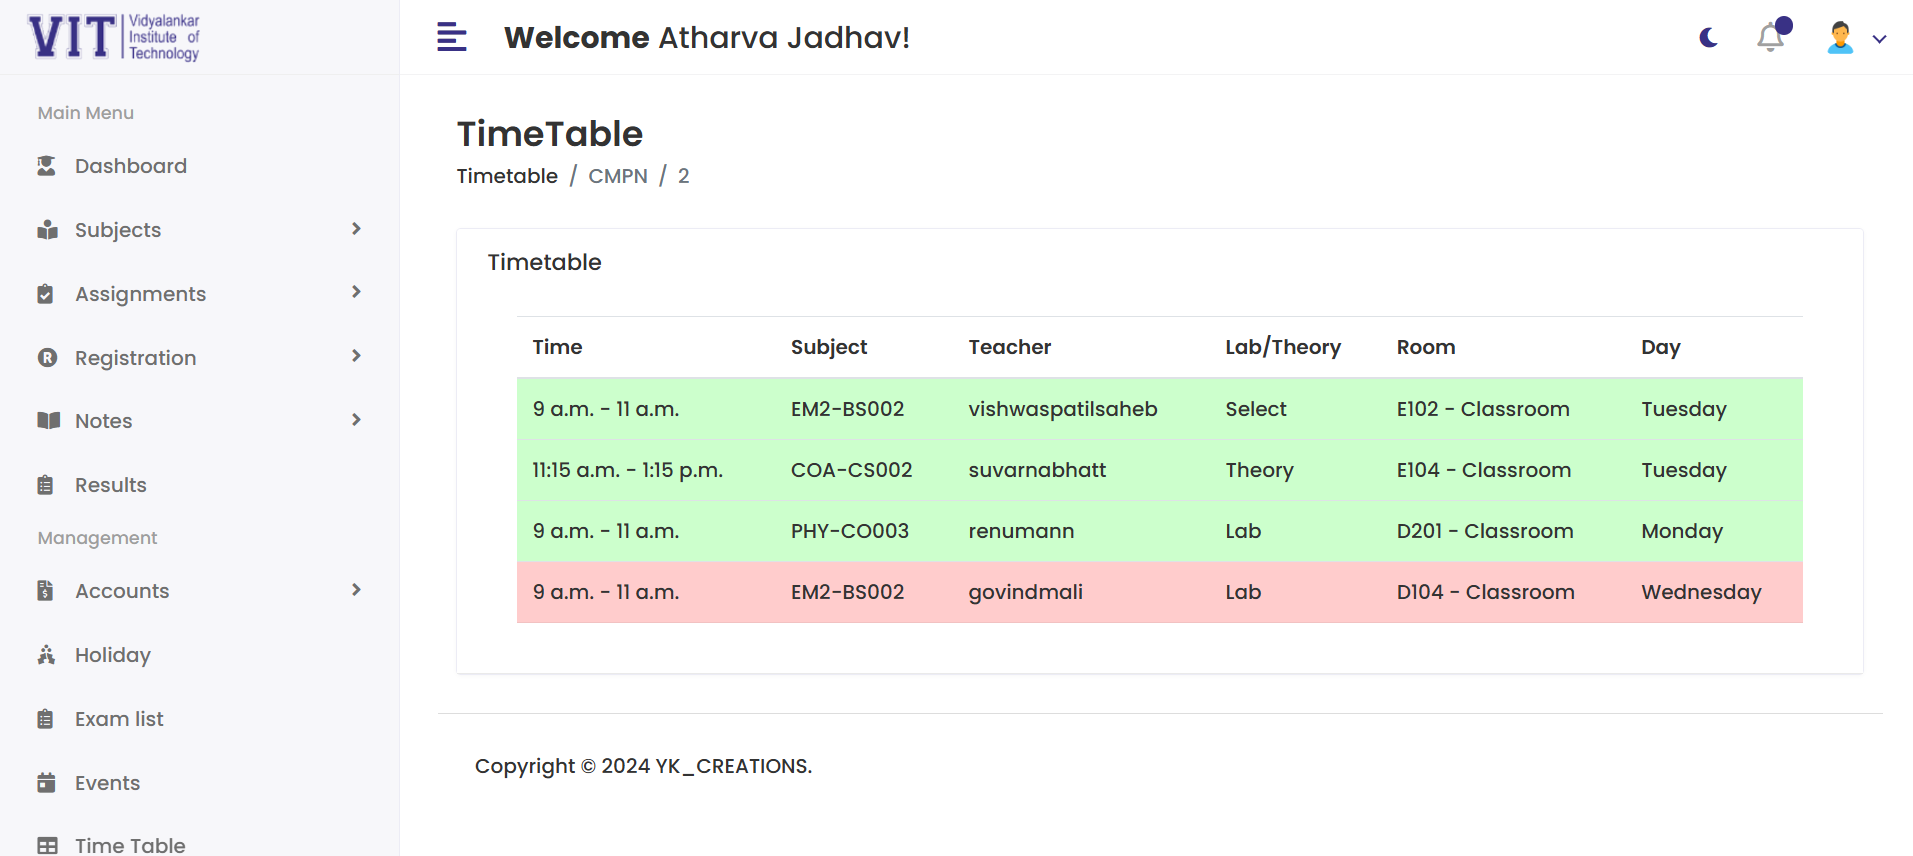 VIT Vidyalankar
Institute of
Technology
Welcome Atharva Jadhav!
Main Menu
Dashboard
Subjects
Assignments
Registration
Notes
Results
Management
Accounts
Holiday
Exam list
Events
Time Table
TimeTable
Timetable / CMPN / 2
Timetable
Time Subject Teacher Lab/Theory Room Day
9 a.m. - 11 a.m. EM2-BS002 vishwaspatilsaheb Select E102 - Classroom Tuesday
11:15 a.m. - 1:15 p.m. COA-CS002 suvarnabhatt Theory E104 - Classroom Tuesday
9 a.m. - 11 a.m. PHY-CO003 renumann Lab D201 - Classroom Monday
9 a.m. - 11 a.m. EM2-BS002 govindmali Lab D104 - Classroom Wednesday
Copyright © 2024 YK_CREATIONS.